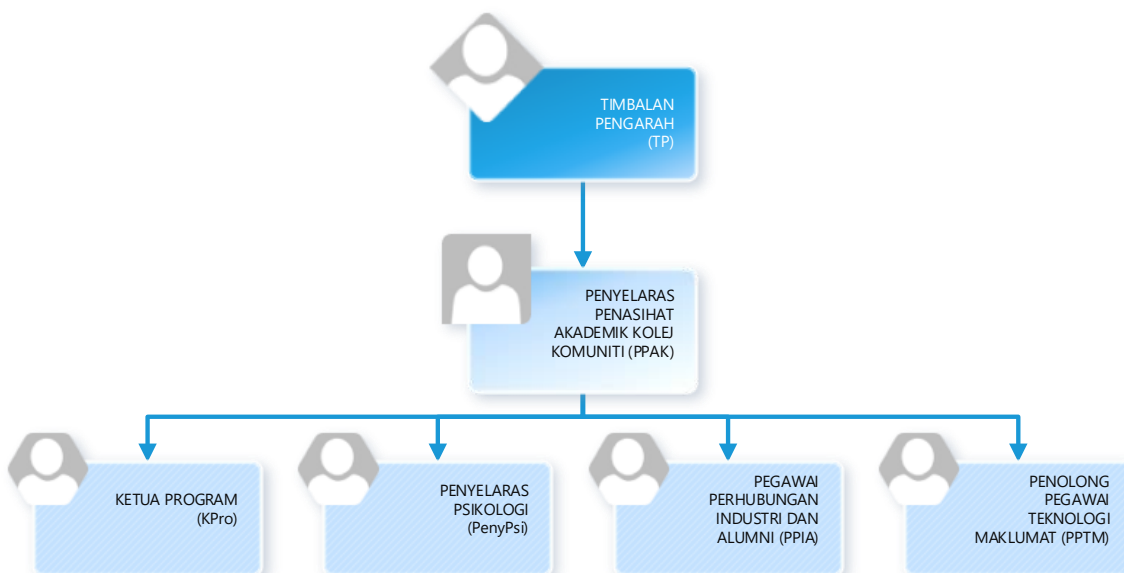 TIMBALAN
PENGARAH
(TP)
PENYELARAS
PENASIHAT
AKADEMIK KOLEJ
KOMUNITI (PPAK)
KETUA PROGRAM
(KPro)
PENYELARAS
PSIKOLOGI
(PenyPsi)
PEGAWAI
PERHUBUNGAN
INDUSTRI DAN
ALUMNI (PPIA)
PENOLONG
PEGAWAI
TEKNOLOGI
MAKLUMAT (PPTM)